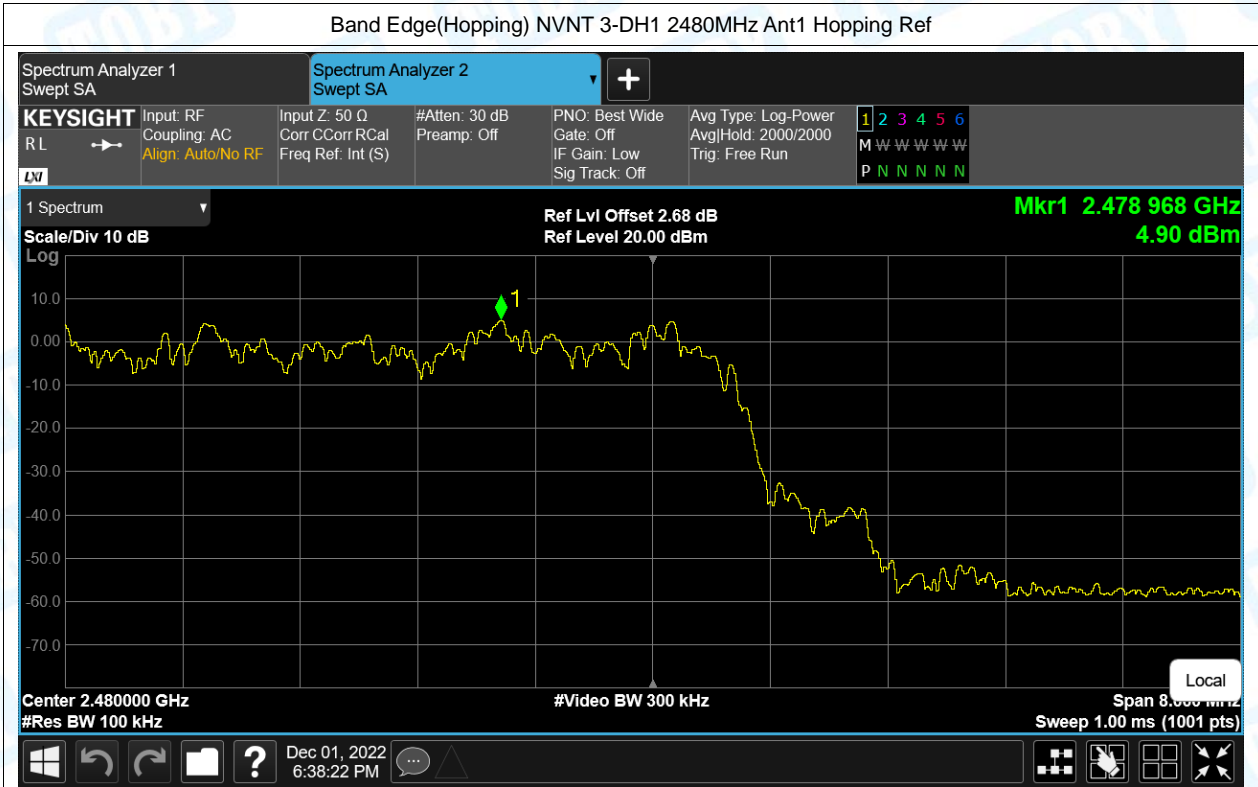 Band Edge(Hopping) NVNT 3-DH1 2480MHz Ant1 Hopping Ref
Spectrum Analyzer 1
Swept SA
Spectrum Analyzer 2
Swept SA
+
KEYSIGHT
R L
LXI
Input: RF
Coupling: AC
Align: Auto/No RF
Input Z: 50 Ω
Corr CCorr RCal
Freq Ref: Int (S)
#Atten: 30 dB
Preamp: Off
PNO: Best Wide
Gate: Off
IF Gain: Low
Sig Track: Off
Avg Type: Log-Power
Avg|Hold: 2000/2000
Trig: Free Run
1 2 3 4 5 6
M W W W W W
P N N N N N
1 Spectrum
Scale/Div 10 dB
Log
Ref Lvl Offset 2.68 dB
Ref Level 20.00 dBm
Mkr1 2.478 968 GHz
4.90 dBm
1
10.0
0.00
-10.0
-20.0
-30.0
-40.0
-50.0
-60.0
-70.0
Local
Center 2.480000 GHz
#Res BW 100 kHz
#Video BW 300 kHz
Span 8.000 MHz
Sweep 1.00 ms (1001 pts)
?
Dec 01, 2022
6:38:22 PM